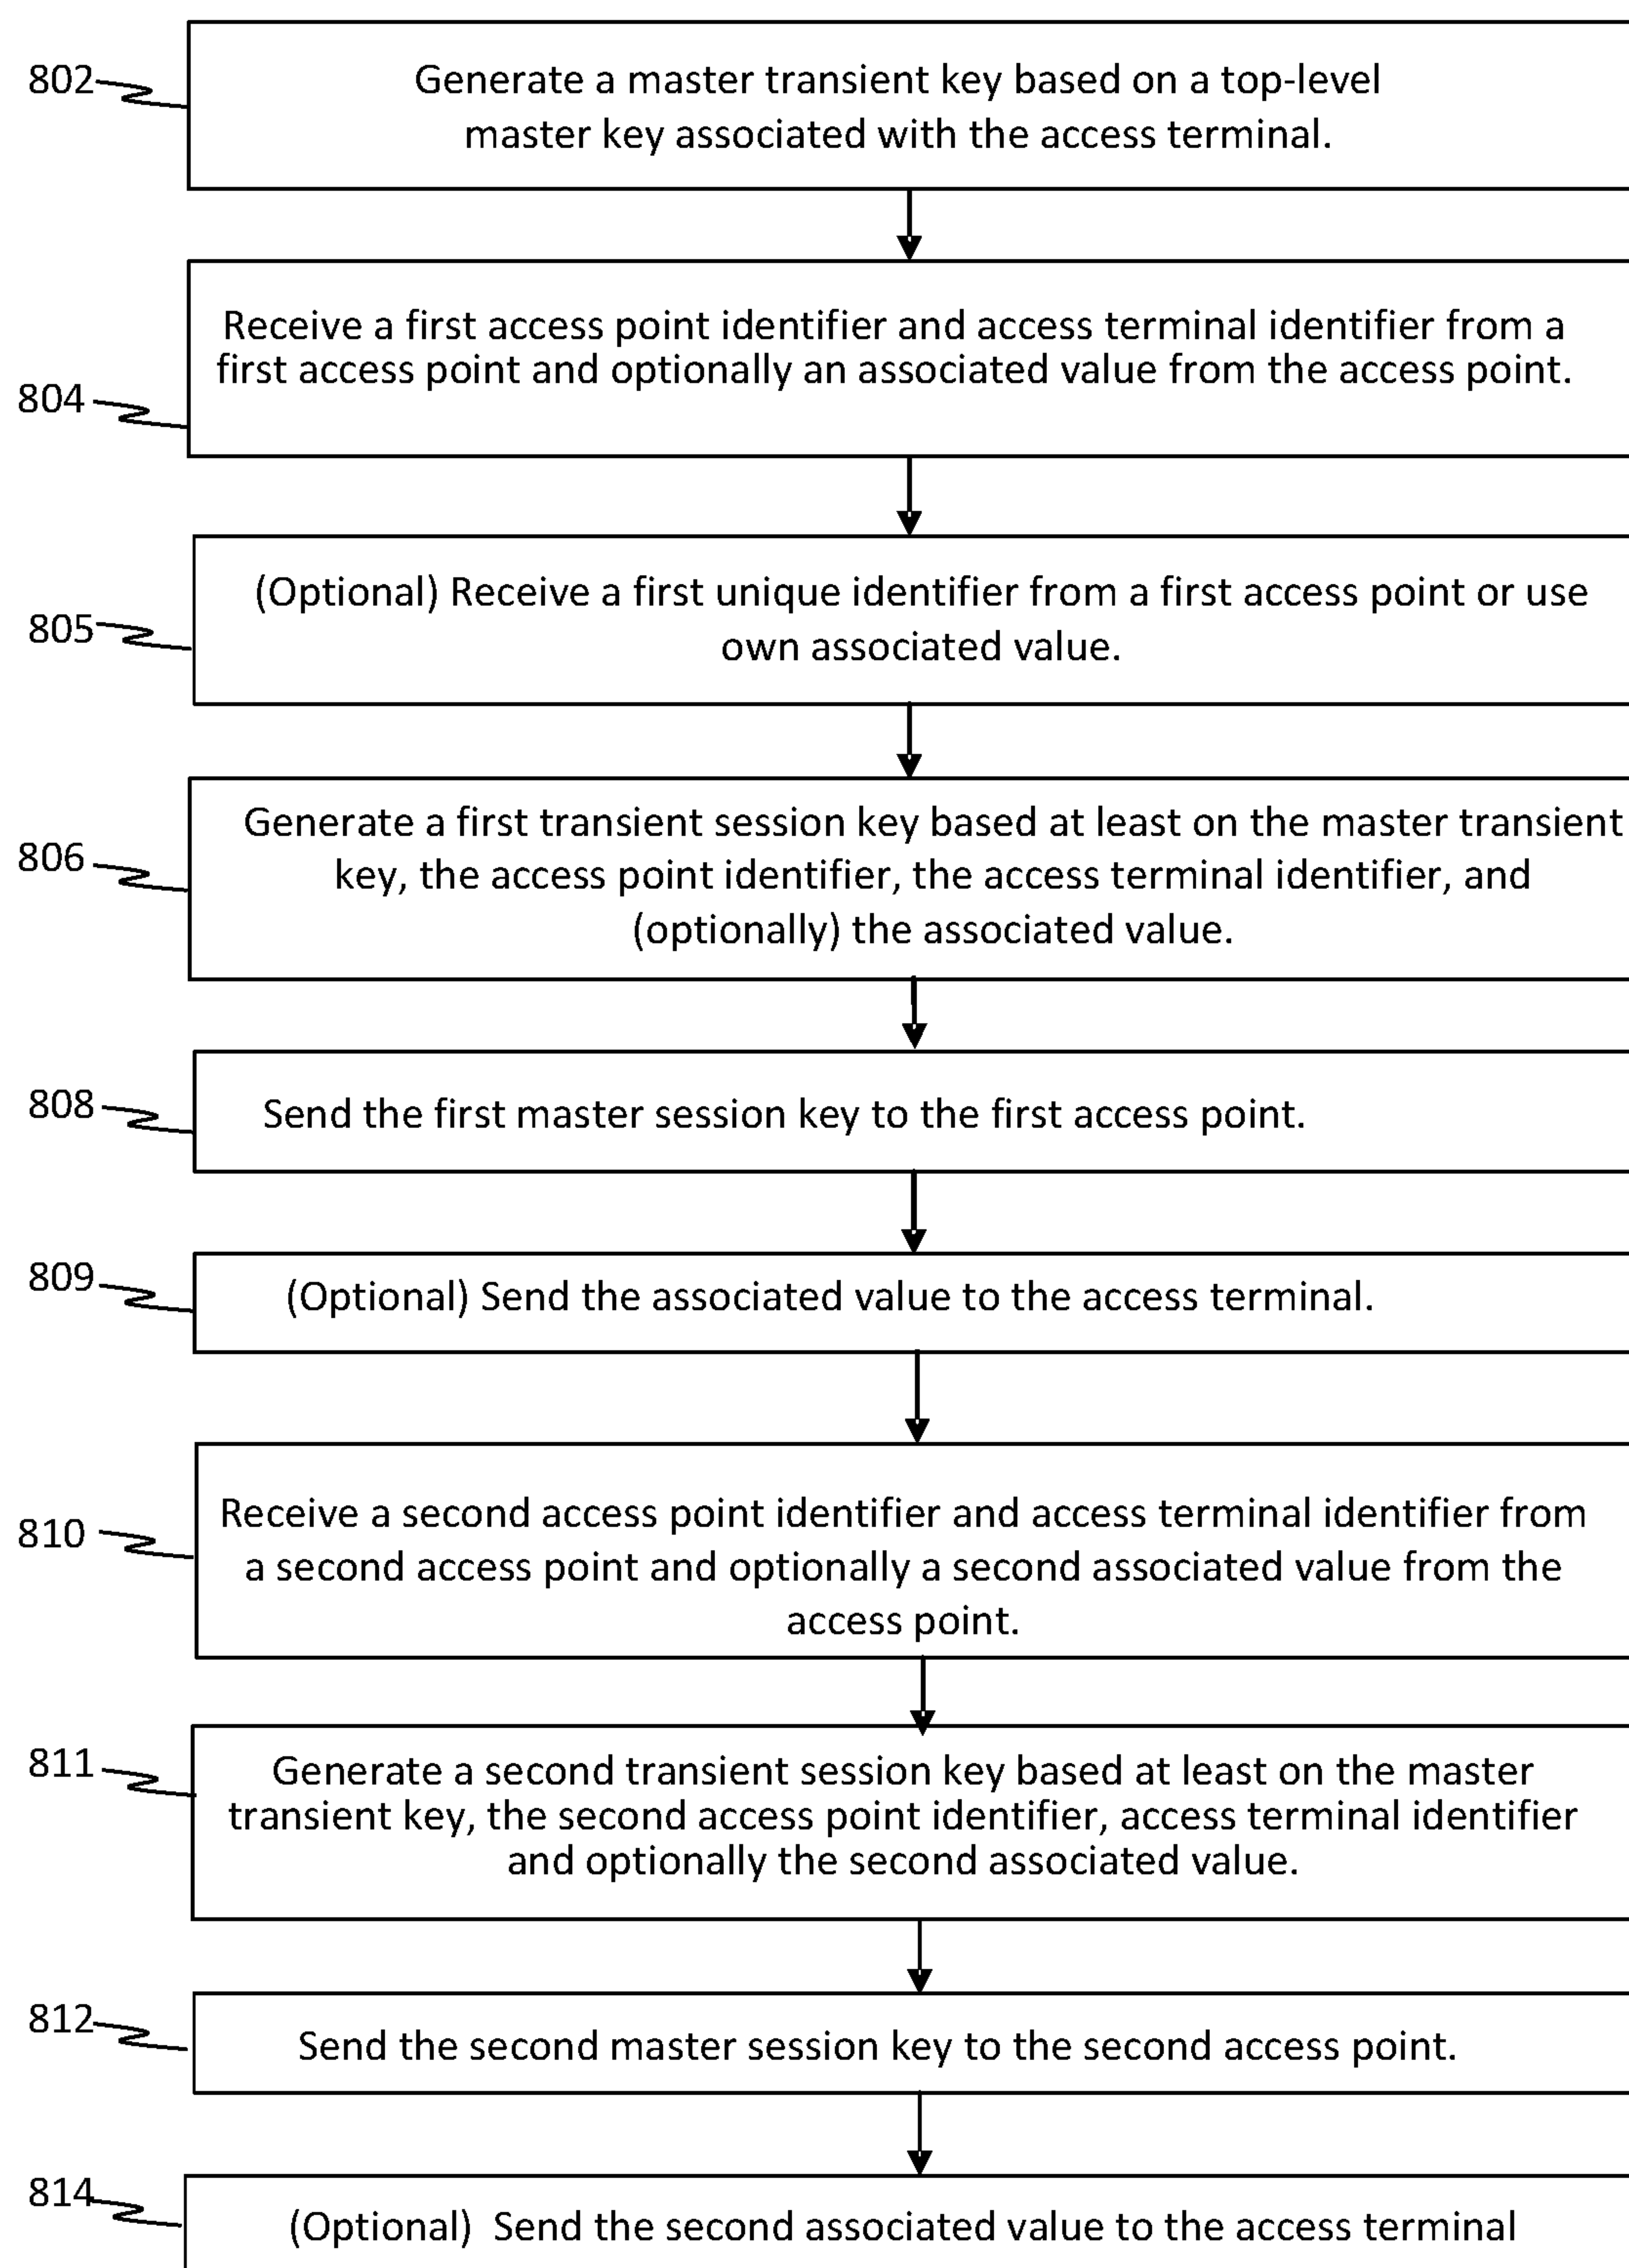 802
Generate a master transient key based on a top-level
master key associated with the access terminal.
Receive a first access point identifier and access terminal identifier from a
first access point and optionally an associated value from the access point.
804
(Optional) Receive a first unique identifier from a first access point or use
805
own associated value.
Generate a first transient session key based at least on the master transient
806
key, the access point identifier, the access terminal identifier, and
(optionally) the associated value.
808
Send the first master session key to the first access point.
809
(Optional) Send the associated value to the access terminal.
Receive a second access point identifier and access terminal identifier from
810
a second access point and optionally a second associated value from the
access point.
811
Generate a second transient session key based at least on the master
transient key, the second access point identifier, access terminal identifier
and optionally the second associated value.
812
Send the second master session key to the second access point.
814
(Optional) Send the second associated value to the access terminal